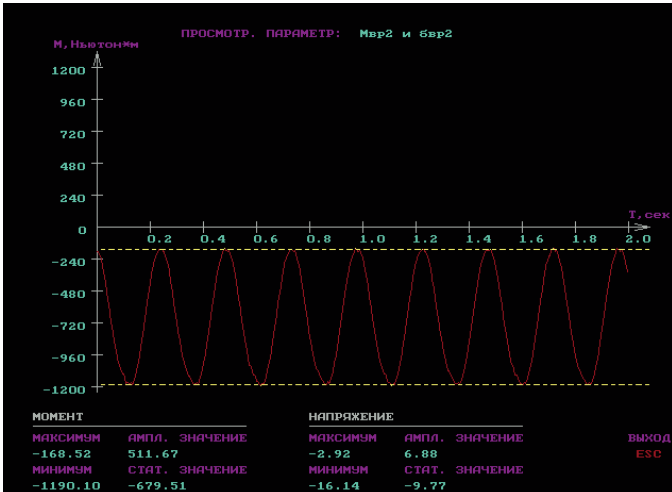 ПРОСМОТР. ПАРАМЕТР: Мвр2 и бвр2
М,Ньютон*м
1200
960
720
480
240
0
-240
-480
-720
-960
-1200
Т,сек
0.2 0.4 0.6 0.8 1.0 1.2 1.4 1.6 1.8 2.0
МОМЕНТ НАПРЯЖЕНИЕ
МАКСИМУМ АМПЛ. ЗНАЧЕНИЕ МАКСИМУМ АМПЛ. ЗНАЧЕНИЕ ВЫХОД
-168.52 511.67 -2.92 6.88 ESC
МИНИМУМ СТАТ. ЗНАЧЕНИЕ МИНИМУМ СТАТ. ЗНАЧЕНИЕ
-1190.10 -679.51 -16.14 -9.77